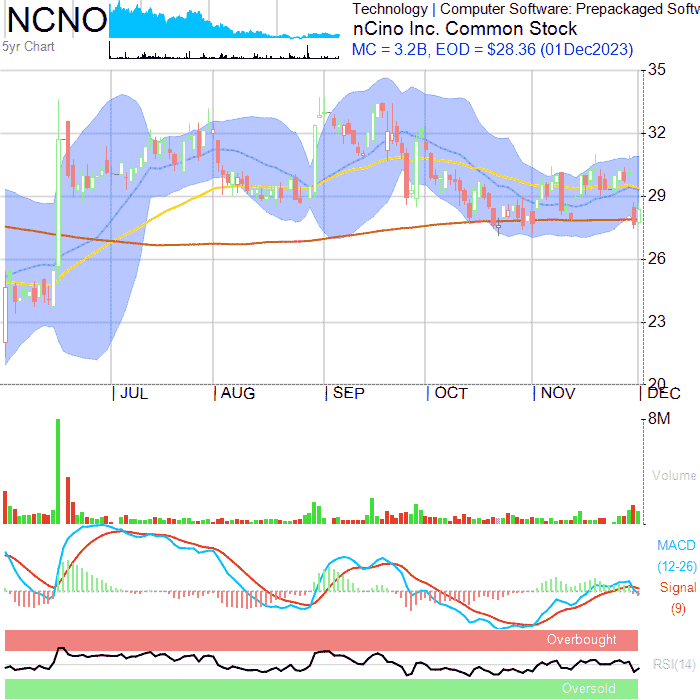 NCNO
5yr Chart
Technology | Computer Software: Prepackaged Softw
nCino Inc. Common Stock
MC = 3.2B, EOD = $28.36 (01Dec2023)
35
32
29
26
23
20
JUL
AUG
SEP
OCT
NOV
DEC
8M
Volume
MACD
(12-26)
Signal
(9)
Overbought
RSI(14)
Oversold